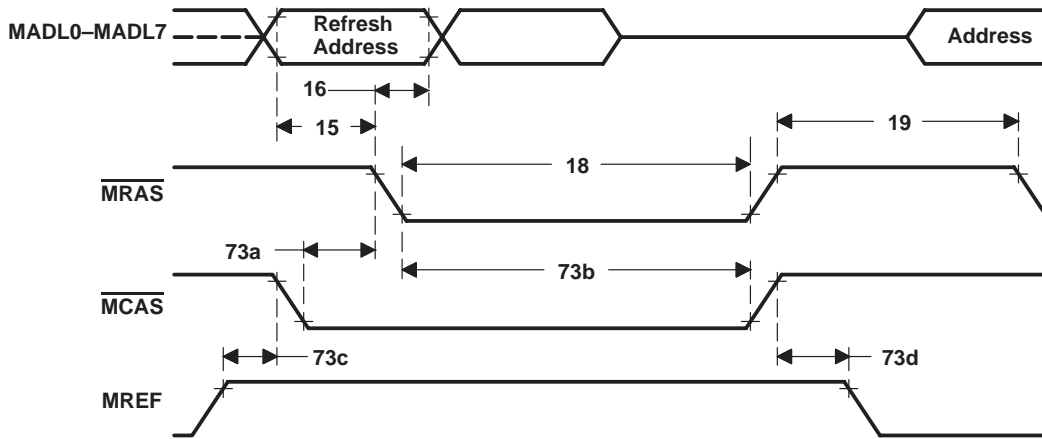 MADL0–MADL7
Refresh
Address
Address
16
15
19
18
MRAS
73a
73b
MCAS
73c
73d
MREF